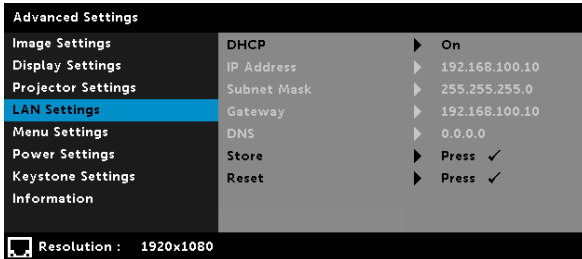 Advanced Settings
Image Settings
Display Settings
Projector Settings
LAN Settings
Menu Settings
Power Settings
Keystone Settings
Information
DHCP On
IP Address 192.168.100.10
Subnet Mask 255.255.255.0
Gateway 192.168.100.10
DNS 0.0.0.0
Store Press ✓
Reset Press ✓
Resolution : 1920x1080